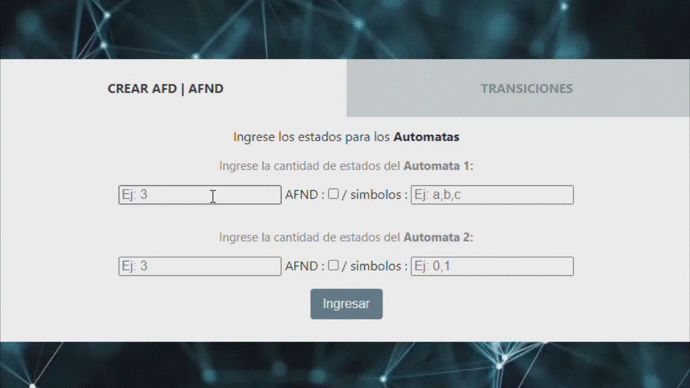 CREAR AFD | AFND
TRANSICIONES
Ingrese los estados para los Automatas
Ingrese la cantidad de estados del Automata 1:
Ej: 3 AFND : / simbolos : Ej: a,b,c
Ingrese la cantidad de estados del Automata 2:
Ej: 3 AFND : / simbolos : Ej: 0,1
Ingresar